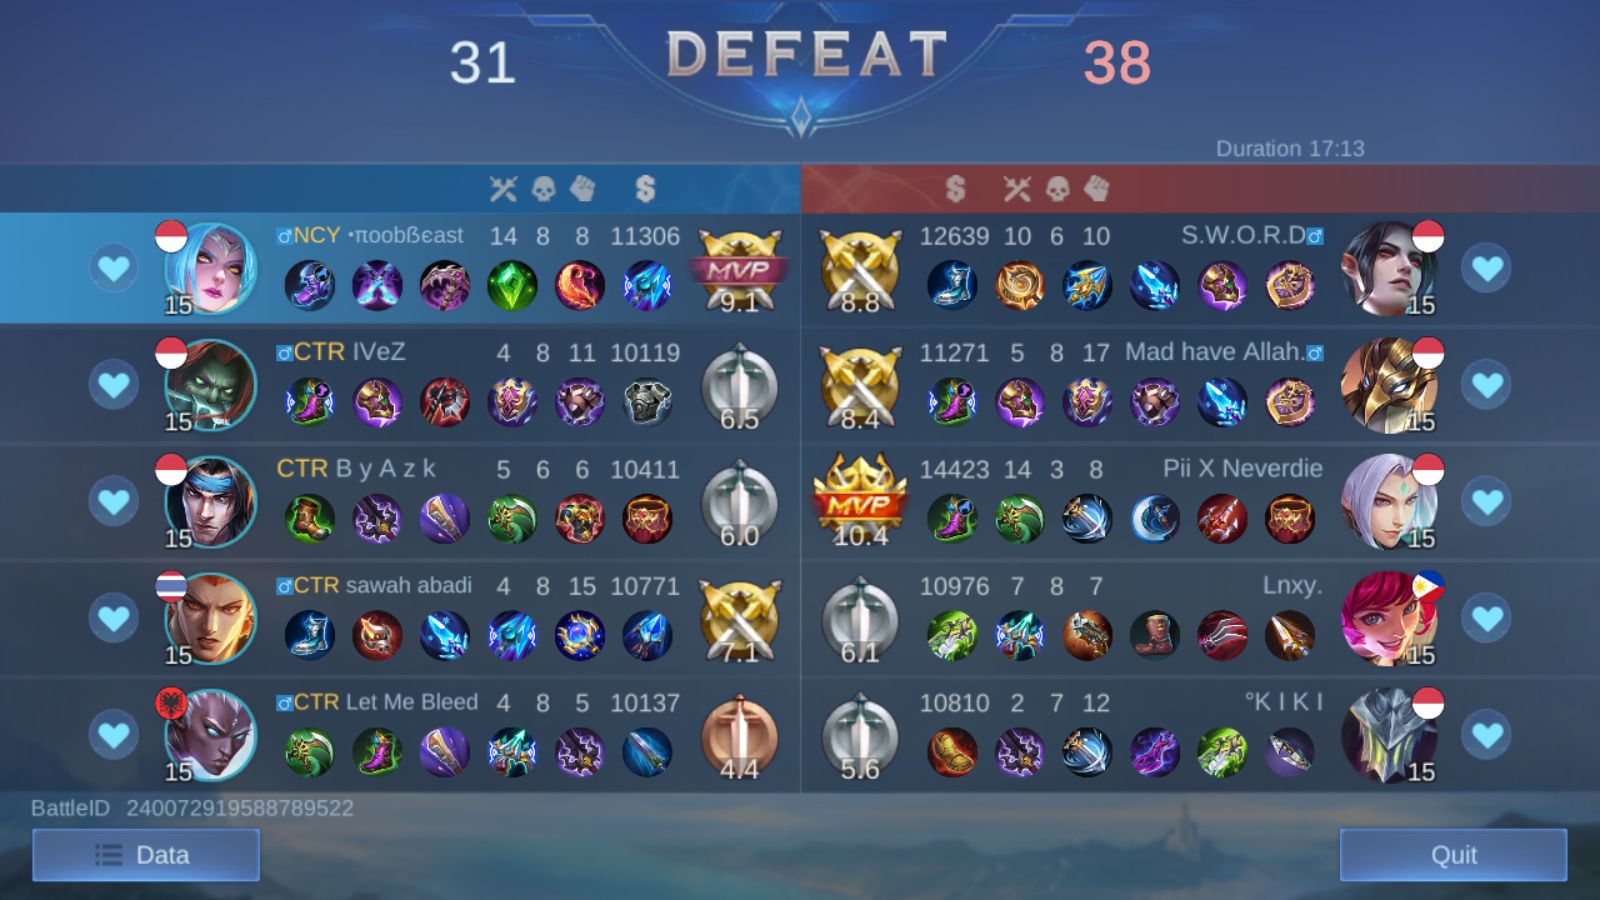 31 DEFEAT 38
Duration 17:13
NCY •πoobßєast 14 8 8 11306 MVP 9.1
15
8.8 12639 10 6 10 S.W.O.R.D
15
CTR IVeZ 4 8 11 10119 6.5
15
8.4 11271 5 8 17 Mad have Allah.
15
CTR B y A z k 5 6 6 10411 6.0
15
MVP 10.4 14423 14 3 8 Pii X Neverdie
15
CTR sawah abadi 4 8 15 10771 7.1
15
6.1 10976 7 8 7 Lnxy.
15
CTR Let Me Bleed 4 8 5 10137 4.4
15
5.6 10810 2 7 12 °K I K I
15
BattleID 240072919588789522
Data
Quit